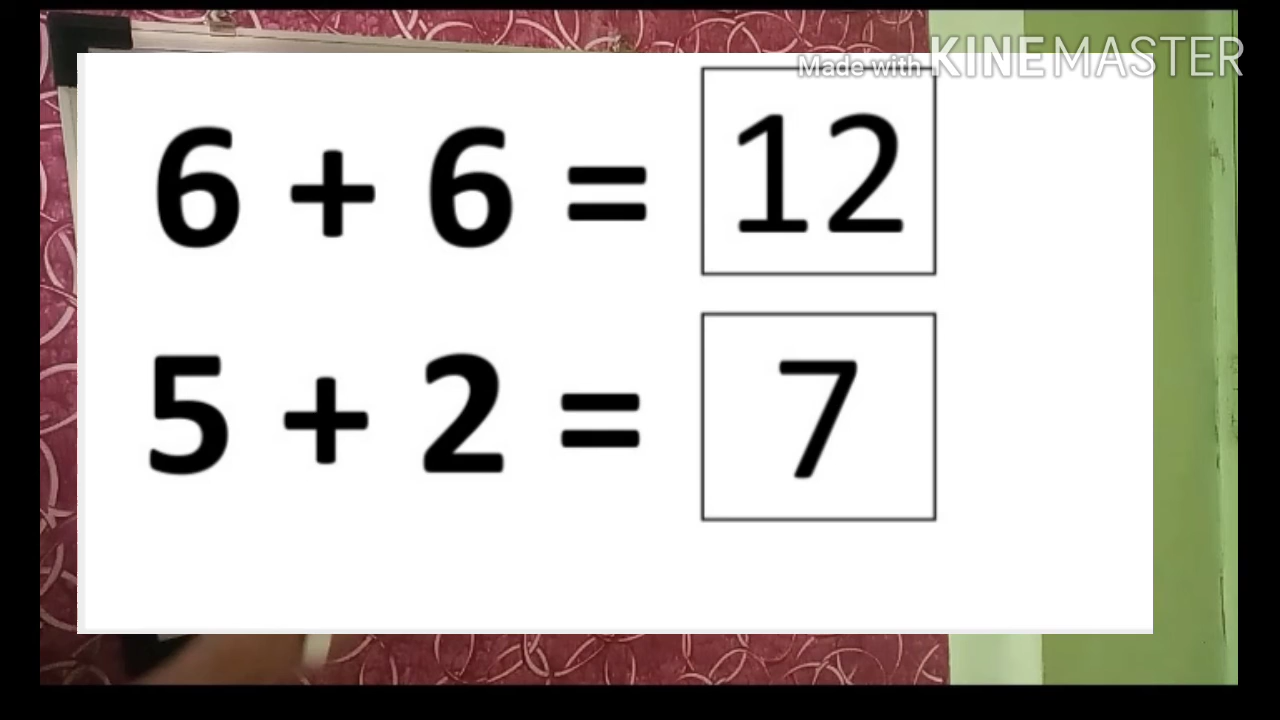 Made with KINEMASTER
6 + 6 = 12
5 + 2 = 7